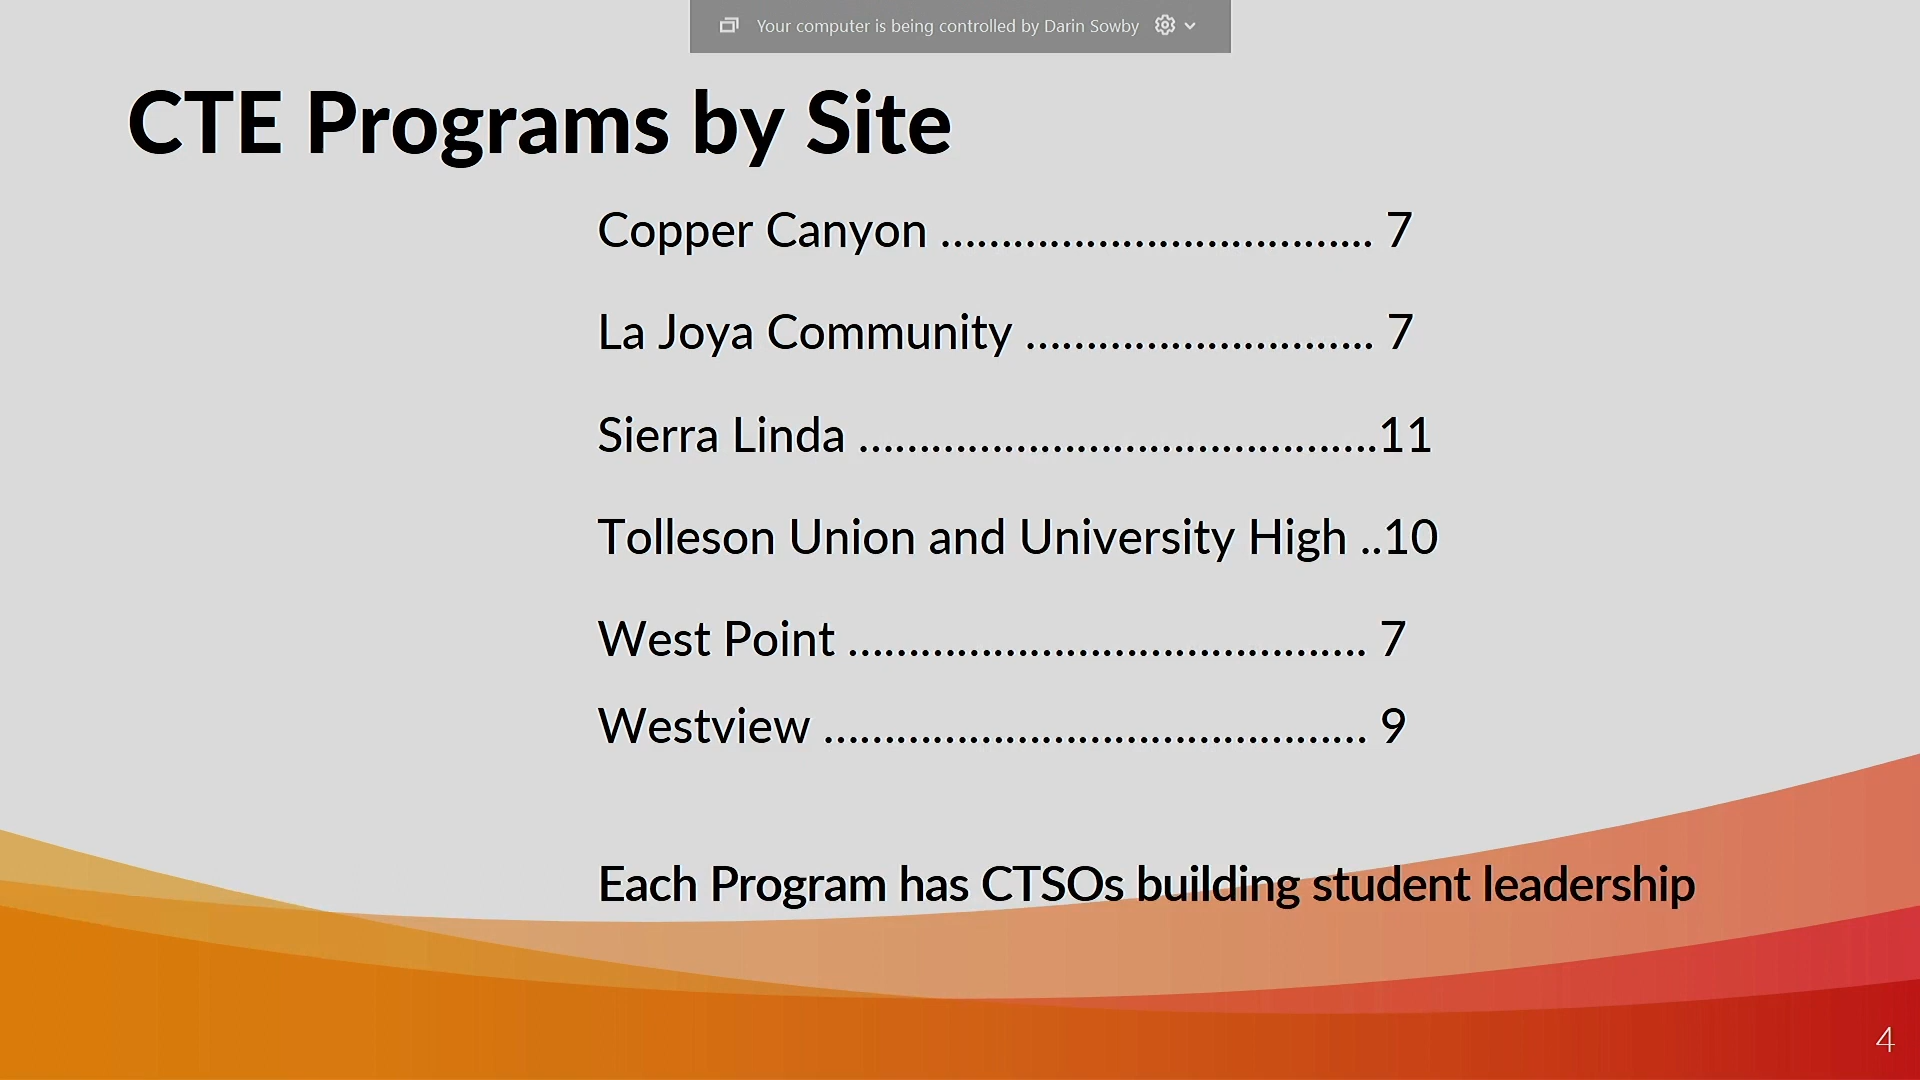 Your computer is being controlled by Darin Sowby
CTE Programs by Site
Copper Canyon .................................... 7
La Joya Community ............................. 7
Sierra Linda ...........................................11
Tolleson Union and University High ..10
West Point ........................................... 7
Westview ............................................. 9
Each Program has CTSOs building student leadership
4